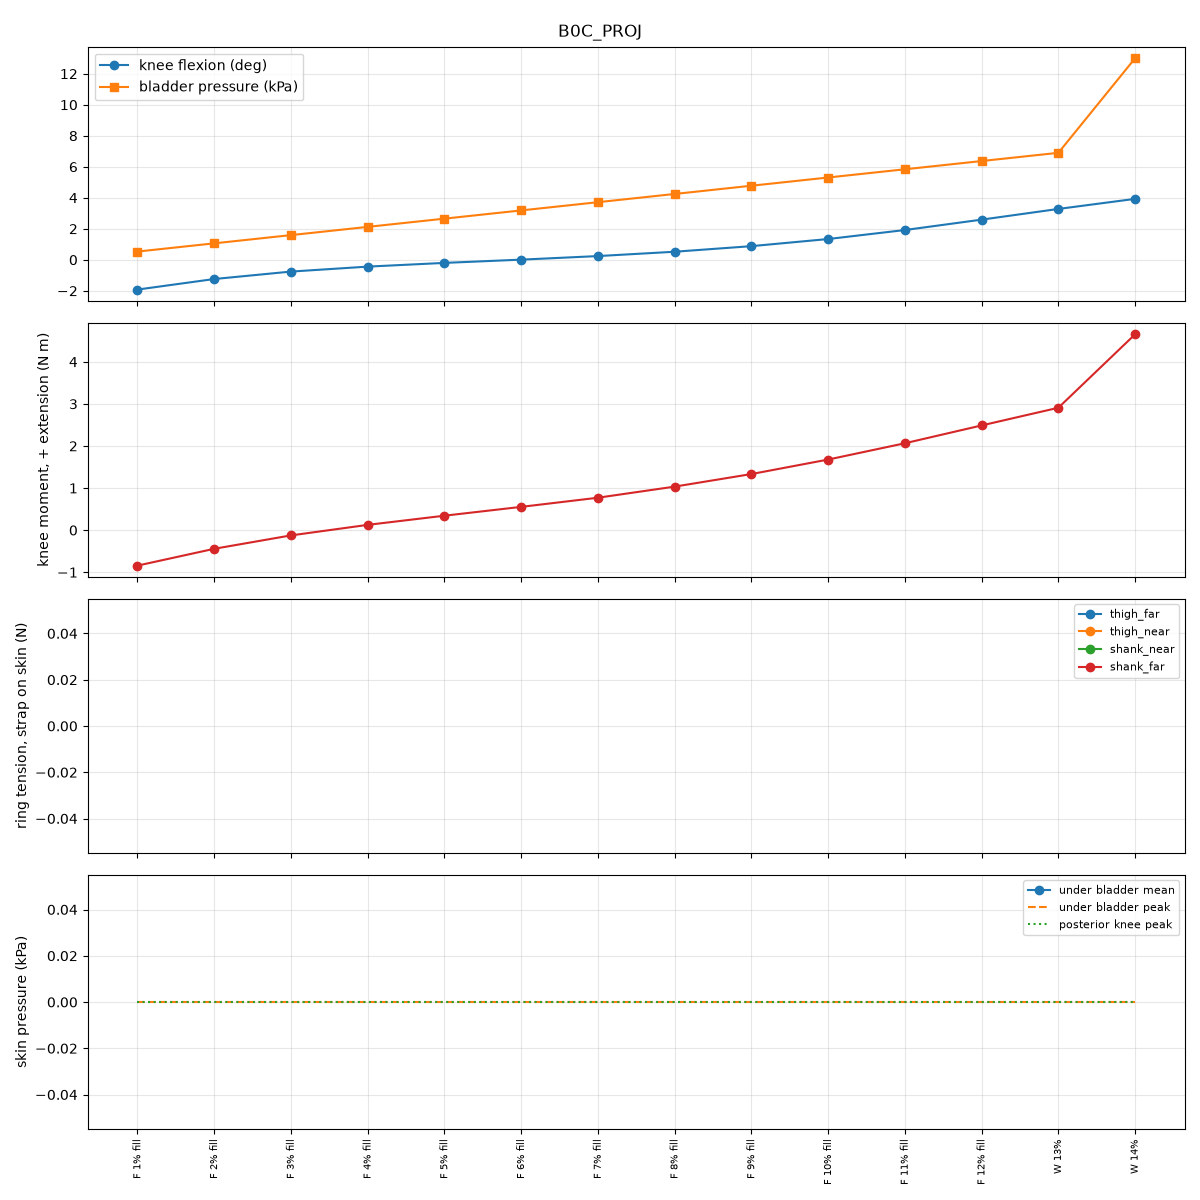 B0C_PROJ
knee flexion (deg)
bladder pressure (kPa)
12
10
8
6
4
2
0
−2
knee moment, + extension (N m)
4
3
2
1
0
−1
ring tension, strap on skin (N)
0.04
0.02
0.00
−0.02
−0.04
thigh_far
thigh_near
shank_near
shank_far
skin pressure (kPa)
0.04
0.02
0.00
−0.02
−0.04
under bladder mean
under bladder peak
posterior knee peak
F 1% fill
F 2% fill
F 3% fill
F 4% fill
F 5% fill
F 6% fill
F 7% fill
F 8% fill
F 9% fill
F 10% fill
F 11% fill
F 12% fill
W 13%
W 14%